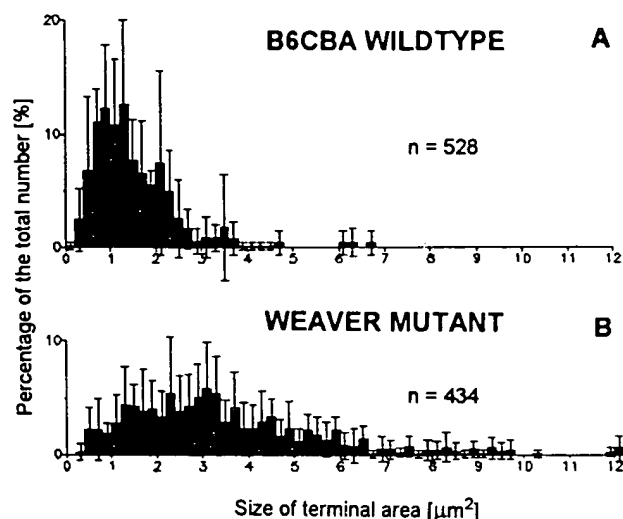 B6CBA WILDTYPE A
20
10
0
n = 528
0 1 2 3 4 5 6 7 8 9 10 11 12
WEAVER MUTANT B
10
0
n = 434
0 1 2 3 4 5 6 7 8 9 10 11 12
Percentage of the total number [%]
Size of terminal area [µm²]